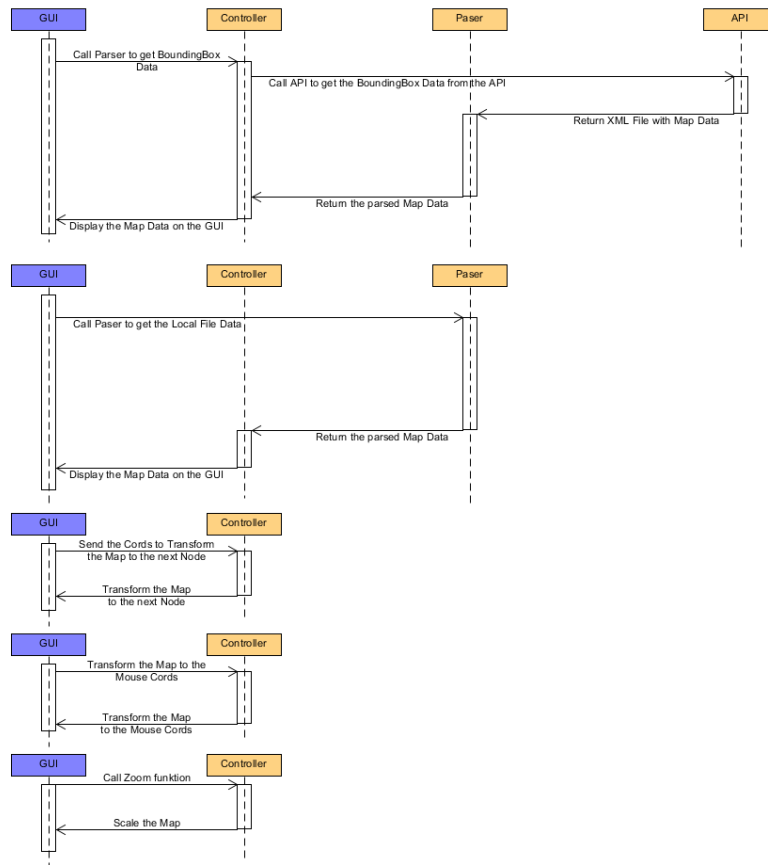 GUI
Controller
Paser
API
Call Parser to get BoundingBox
Data
Call API to get the BoundingBox Data from the API
Return XML File with Map Data
Return the parsed Map Data
Display the Map Data on the GUI
GUI
Controller
Paser
Call Paser to get the Local File Data
Return the parsed Map Data
Display the Map Data on the GUI
GUI
Controller
Send the Cords to Transform
the Map to the next Node
Transform the Map
to the next Node
GUI
Controller
Transform the Map to the
Mouse Cords
Transform the Map
to the Mouse Cords
GUI
Controller
Call Zoom funktion
Scale the Map